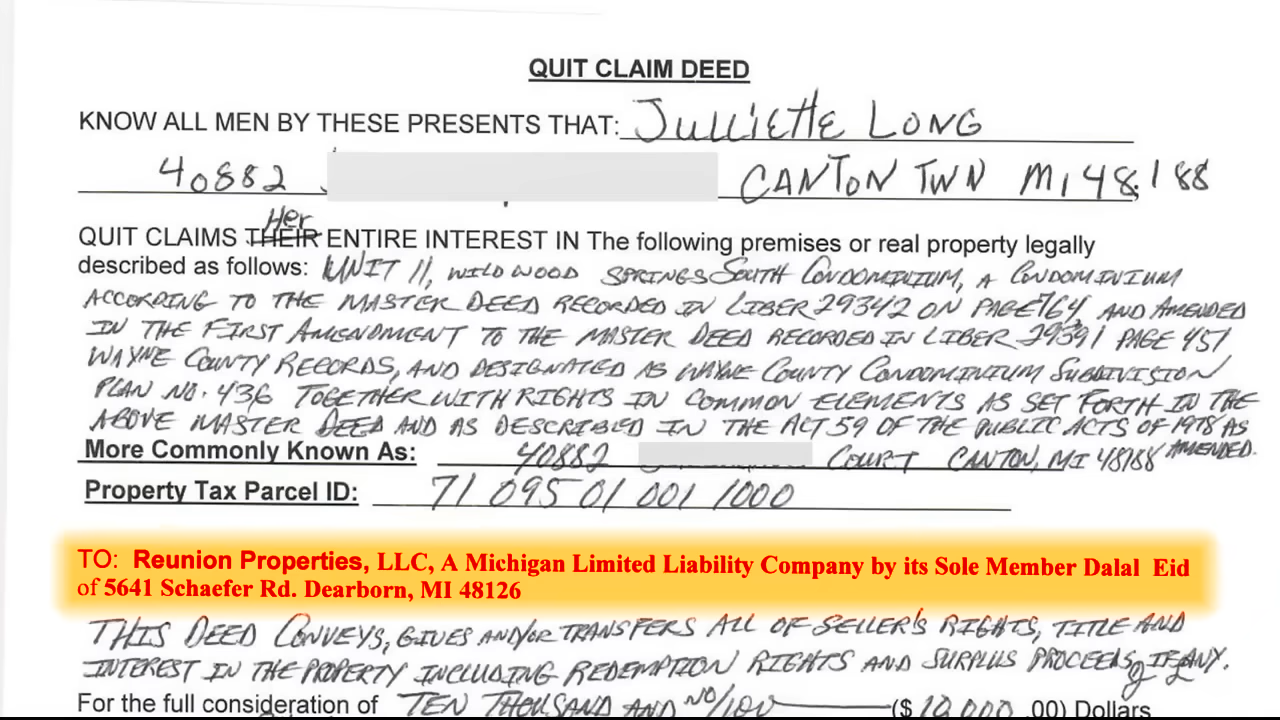 QUIT CLAIM DEED
KNOW ALL MEN BY THESE PRESENTS THAT: JULLIETTE LONG
40882 CANTON TWN MI 48188
Her
QUIT CLAIMS THEIR ENTIRE INTEREST IN The following premises or real property legally
described as follows: UNIT 11, WILDWOOD SPRINGS SOUTH CONDOMINIUM, A CONDOMINIUM
ACCORDING TO THE MASTER DEED RECORDED IN LIBER 29342 ON PAGE 764, AND AMENDED
IN THE FIRST AMENDMENT TO THE MASTER DEED RECORDED IN LIBER 29391 PAGE 457
WAYNE COUNTY RECORDS, AND DESIGNATED AS WAYNE COUNTY CONDOMINIUM SUBDIVISION
PLAN NO. 436 TOGETHER WITH RIGHTS IN COMMON ELEMENTS AS SET FORTH IN THE
ABOVE MASTER DEED AND AS DESCRIBED IN THE ACT 59 OF THE PUBLIC ACTS OF 1978 AS
AMENDED.
More Commonly Known As: 40882 COURT CANTON, MI 48188
Property Tax Parcel ID: 71 095 01 001 1000
TO: Reunion Properties, LLC, A Michigan Limited Liability Company by its Sole Member Dalal Eid
of 5641 Schaefer Rd. Dearborn, MI 48126
THIS DEED CONVEYS, GIVES AND/OR TRANSFERS ALL OF SELLER'S RIGHTS, TITLE AND
INTEREST IN THE PROPERTY INCLUDING REDEMPTION RIGHTS AND SURPLUS PROCEEDS, IF ANY.
For the full consideration of TEN THOUSAND AND NO/100 ($ 10,000 .00) Dollars